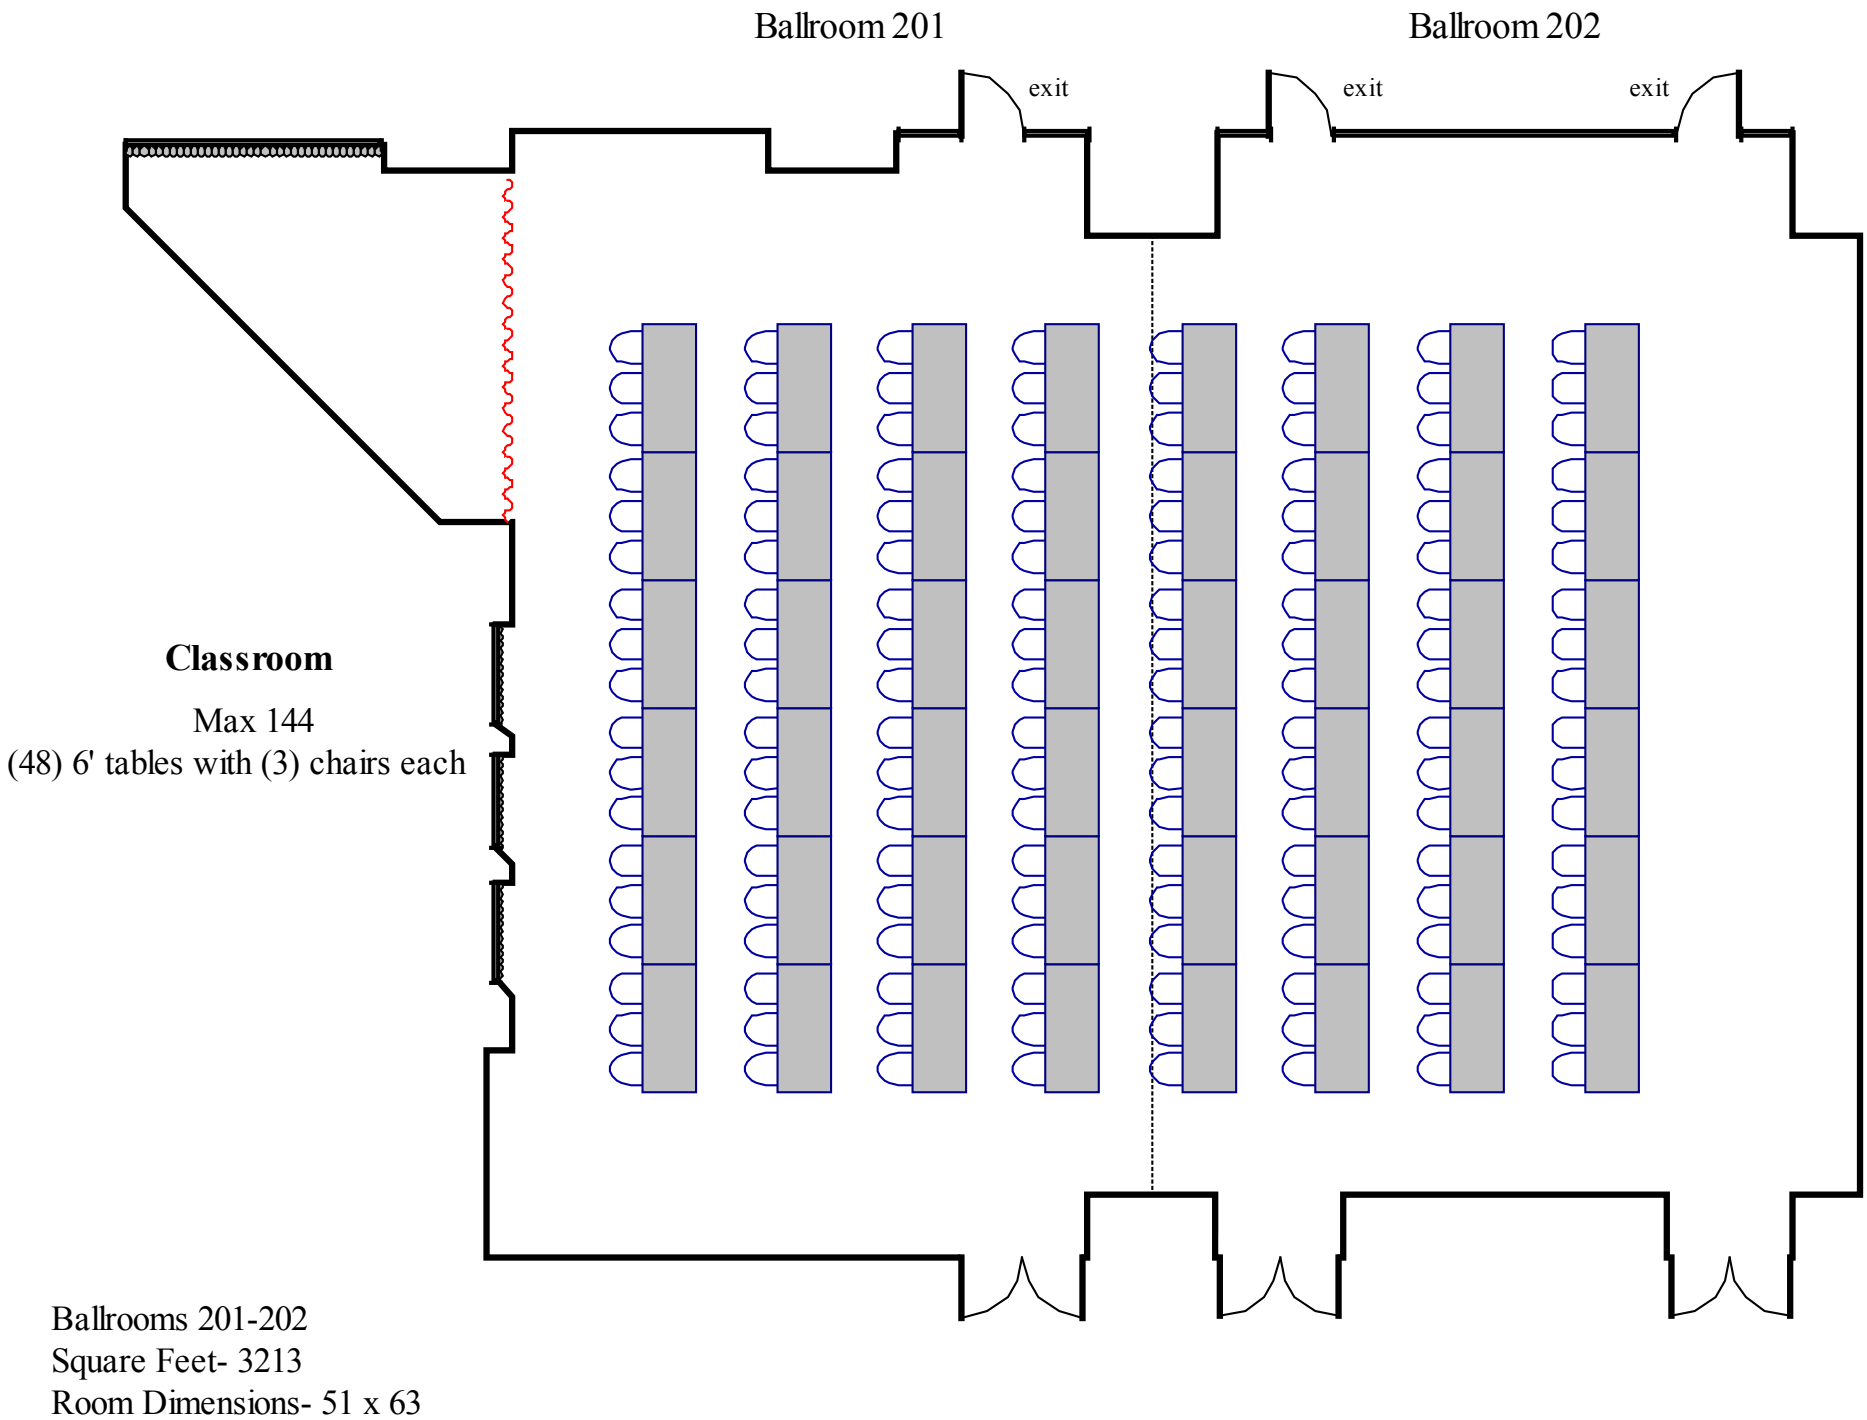 Ballroom 201
Ballroom 202
exit
exit
exit
Classroom
Max 144
(48) 6' tables with (3) chairs each
Ballrooms 201-202
Square Feet- 3213
Room Dimensions- 51 x 63